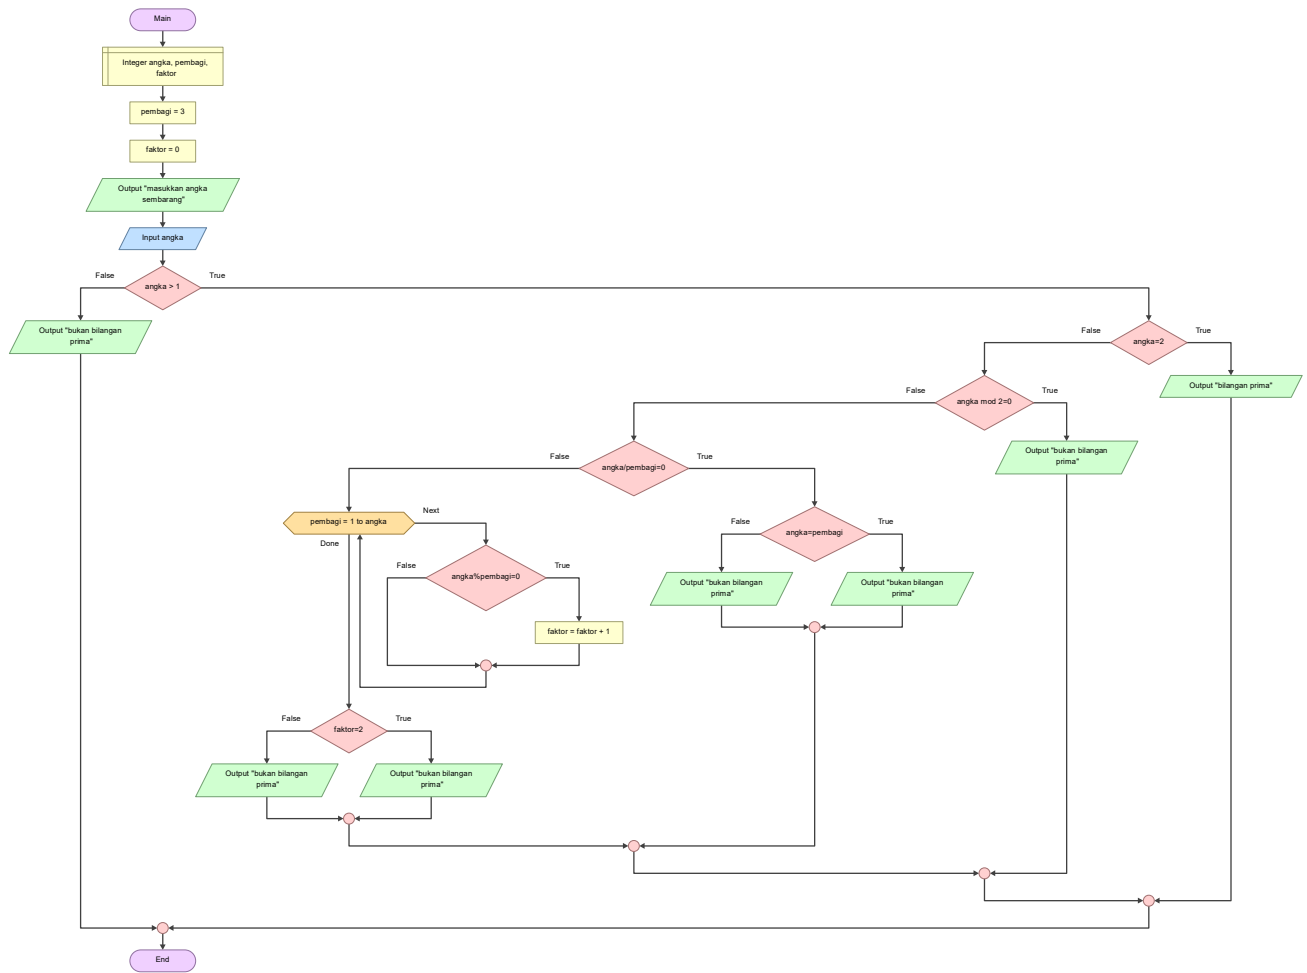 Main
Integer angka, pembagi,
faktor
pembagi = 3
faktor = 0
Output "masukkan angka
sembarang"
Input angka
False
True
angka > 1
Output "bukan bilangan
prima"
False
True
angka=2
Output "bilangan prima"
False
True
angka mod 2=0
Output "bukan bilangan
prima"
False
True
angka/pembagi=0
False
True
angka=pembagi
Output "bukan bilangan
prima"
Output "bukan bilangan
prima"
pembagi = 1 to angka
Next
Done
False
True
angka%pembagi=0
faktor = faktor + 1
False
True
faktor=2
Output "bukan bilangan
prima"
Output "bukan bilangan
prima"
End